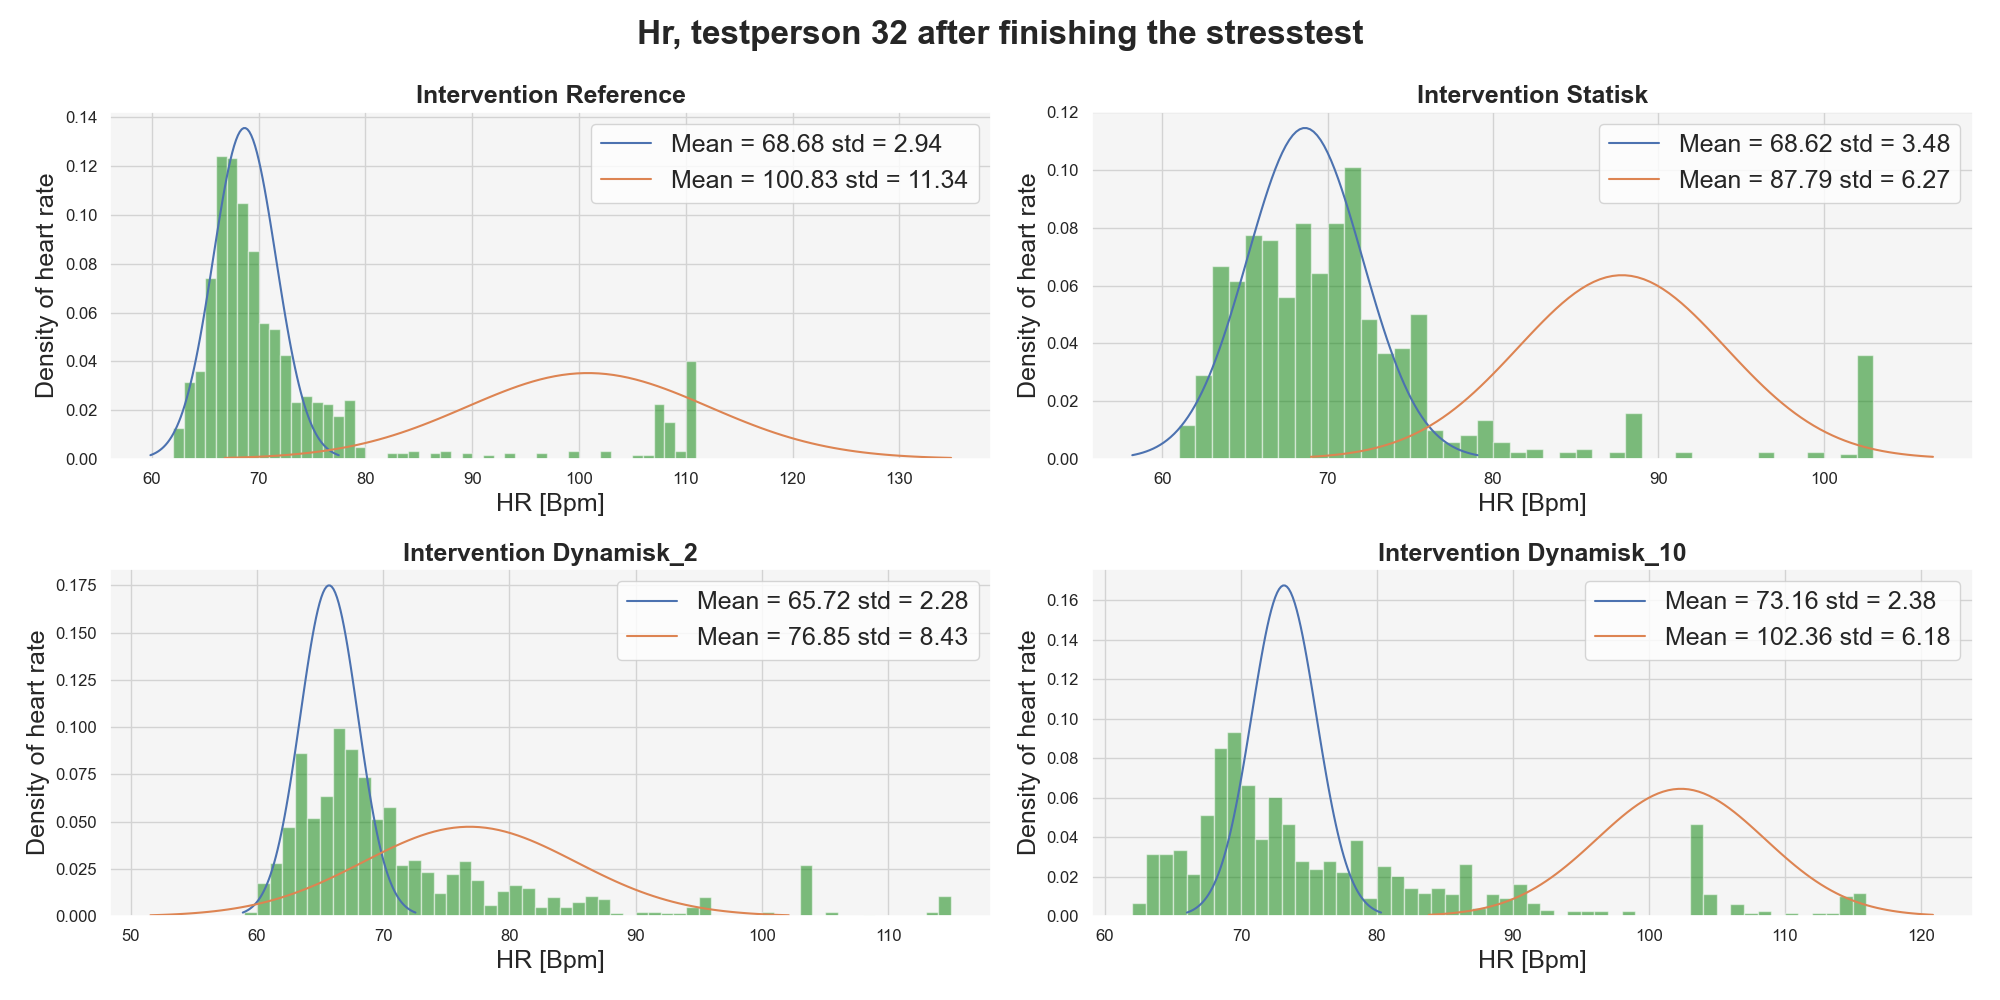 Hr, testperson 32 after finishing the stresstest
Intervention Reference
Mean = 68.68 std = 2.94
Mean = 100.83 std = 11.34
Density of heart rate
0.14
0.12
0.10
0.08
0.06
0.04
0.02
0.00
60 70 80 90 100 110 120 130
HR [Bpm]
Intervention Statisk
Mean = 68.62 std = 3.48
Mean = 87.79 std = 6.27
Density of heart rate
0.12
0.10
0.08
0.06
0.04
0.02
0.00
60 70 80 90 100
HR [Bpm]
Intervention Dynamisk_2
Mean = 65.72 std = 2.28
Mean = 76.85 std = 8.43
Density of heart rate
0.175
0.150
0.125
0.100
0.075
0.050
0.025
0.000
50 60 70 80 90 100 110
HR [Bpm]
Intervention Dynamisk_10
Mean = 73.16 std = 2.38
Mean = 102.36 std = 6.18
Density of heart rate
0.16
0.14
0.12
0.10
0.08
0.06
0.04
0.02
0.00
60 70 80 90 100 110 120
HR [Bpm]